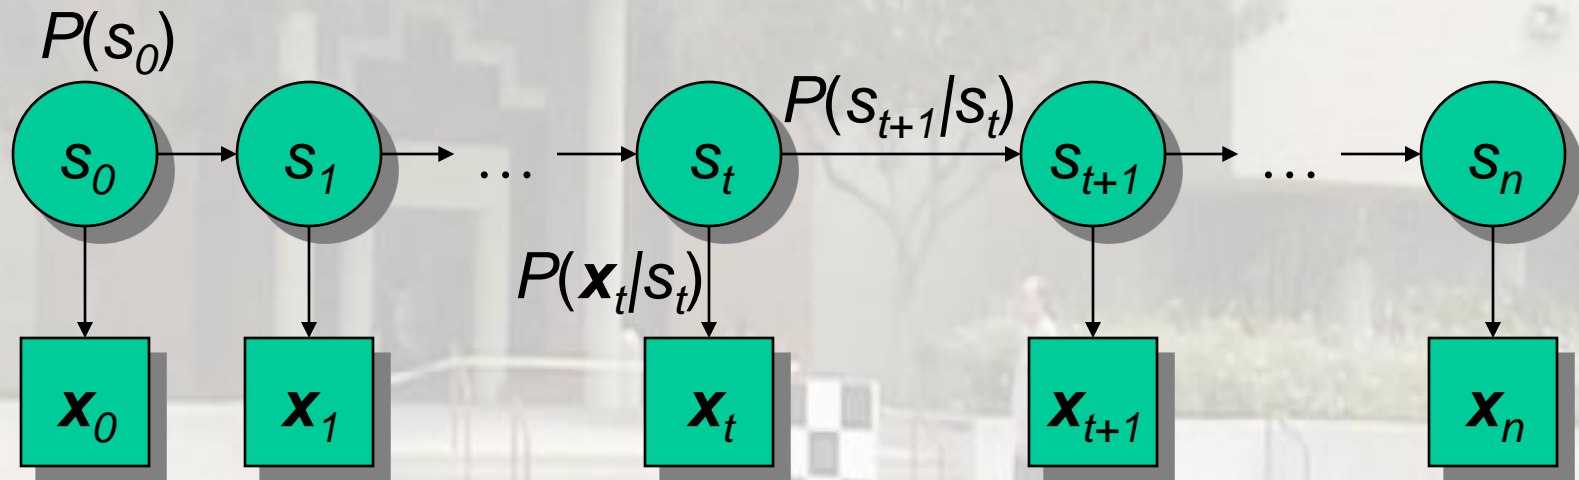 P(s₀)
s₀ s₁ … sₜ P(sₜ₊₁|sₜ) sₜ₊₁ … sₙ
P(xₜ|sₜ)
x₀ x₁ xₜ xₜ₊₁ xₙ